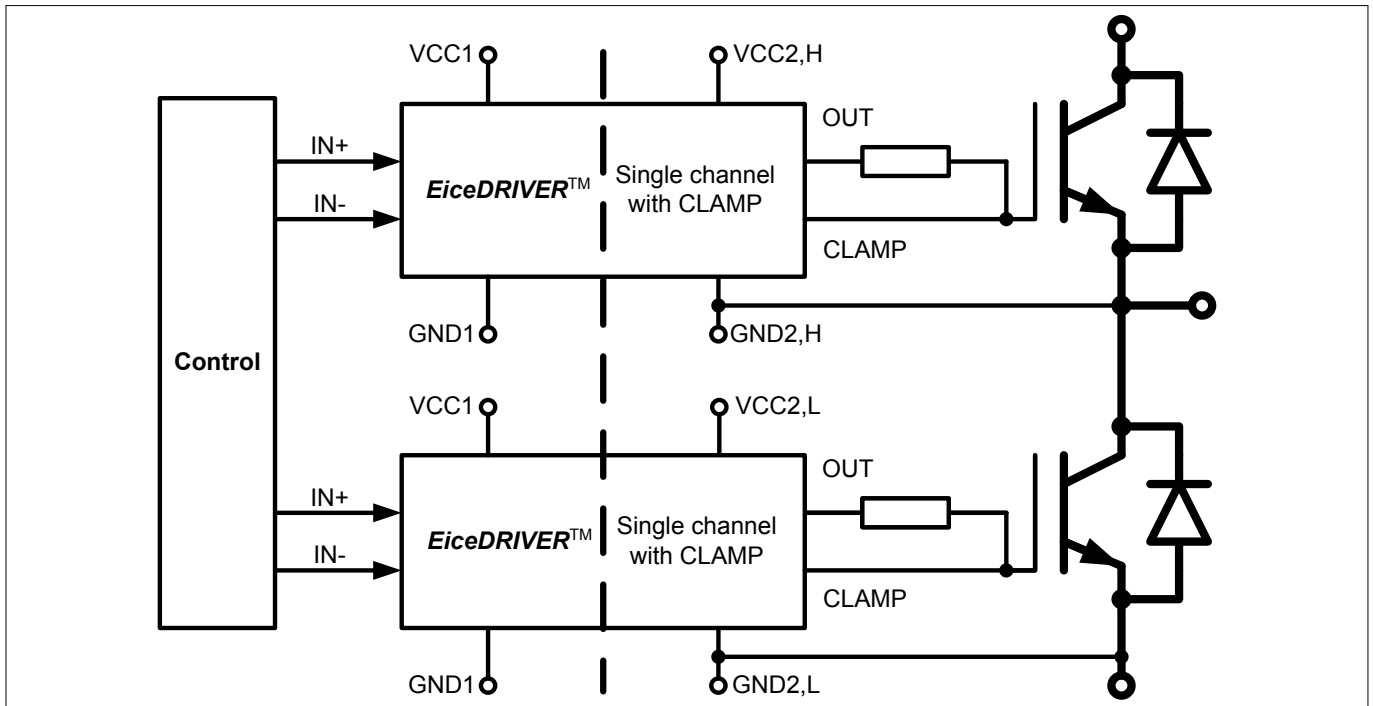 VCC1
VCC2,H
OUT
IN+
IN-
EiceDRIVER™
Single channel
with CLAMP
CLAMP
GND1
GND2,H
Control
VCC1
VCC2,L
OUT
IN+
IN-
EiceDRIVER™
Single channel
with CLAMP
CLAMP
GND1
GND2,L